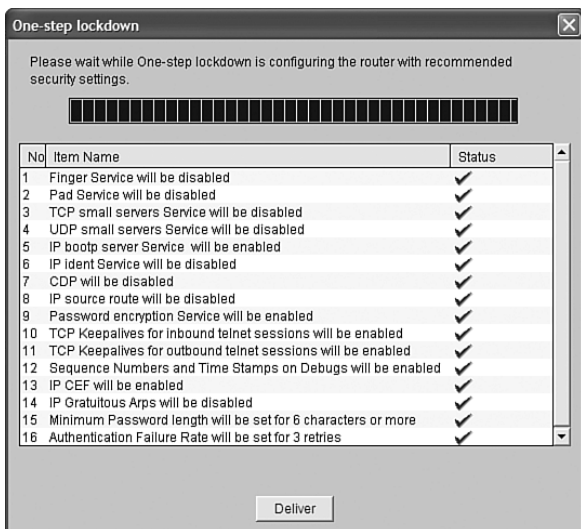 One-step lockdown
Please wait while One-step lockdown is configuring the router with recommended
security settings.
No Item Name Status
1 Finger Service will be disabled
2 Pad Service will be disabled
3 TCP small servers Service will be disabled
4 UDP small servers Service will be disabled
5 IP bootp server Service will be enabled
6 IP ident Service will be disabled
7 CDP will be disabled
8 IP source route will be disabled
9 Password encryption Service will be enabled
10 TCP Keepalives for inbound telnet sessions will be enabled
11 TCP Keepalives for outbound telnet sessions will be enabled
12 Sequence Numbers and Time Stamps on Debugs will be enabled
13 IP CEF will be enabled
14 IP Gratuitous Arps will be disabled
15 Minimum Password length will be set for 6 characters or more
16 Authentication Failure Rate will be set for 3 retries
Deliver